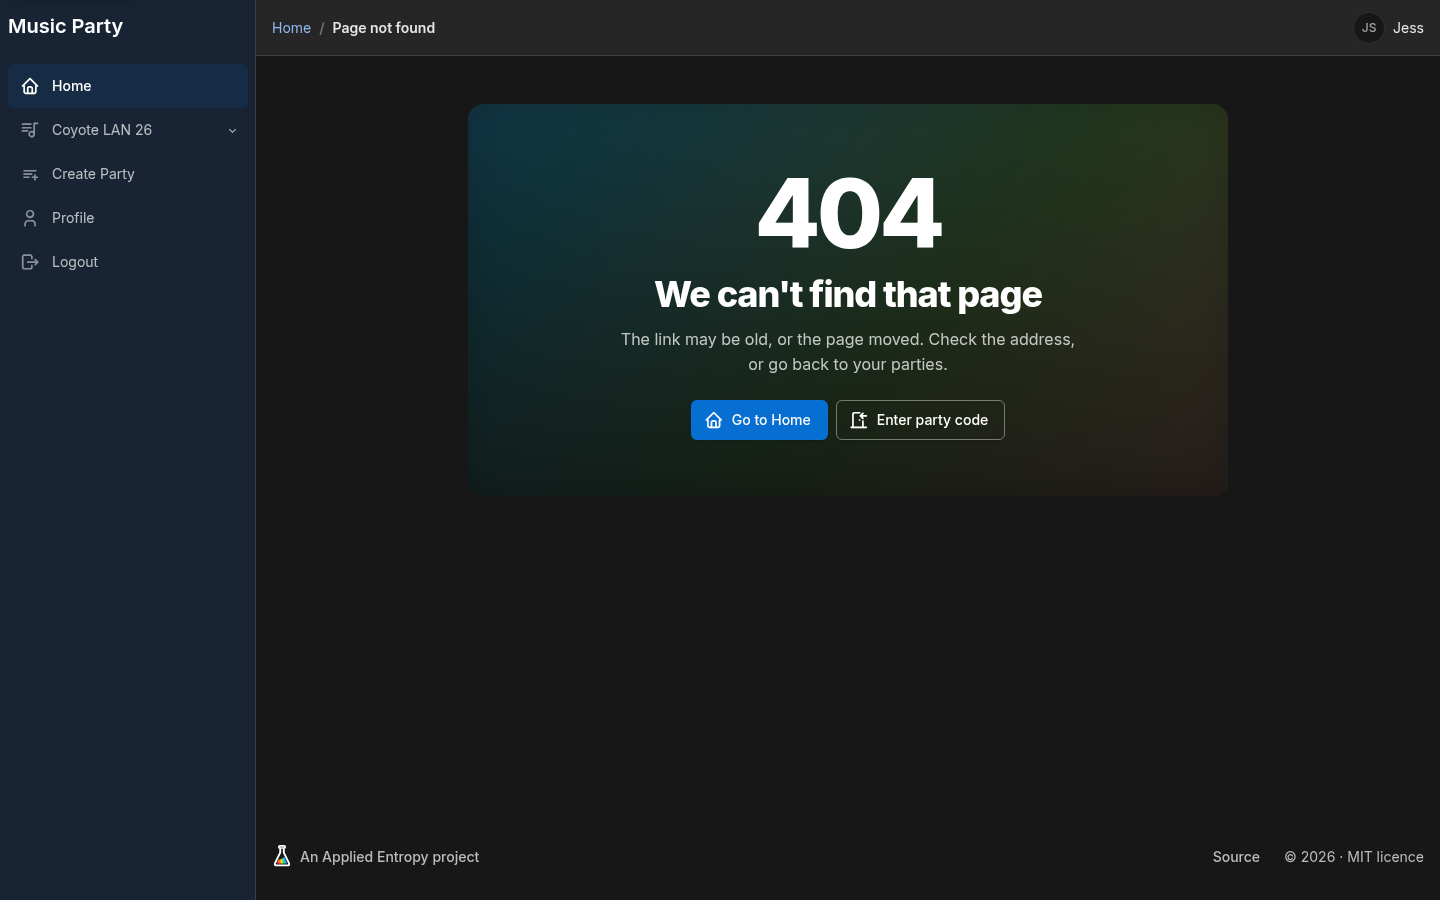 Music Party
Home
Coyote LAN 26
Create Party
Profile
Logout
Home / Page not found
JS Jess
404
We can't find that page
The link may be old, or the page moved. Check the address,
or go back to your parties.
Go to Home
Enter party code
An Applied Entropy project
Source
© 2026 · MIT licence